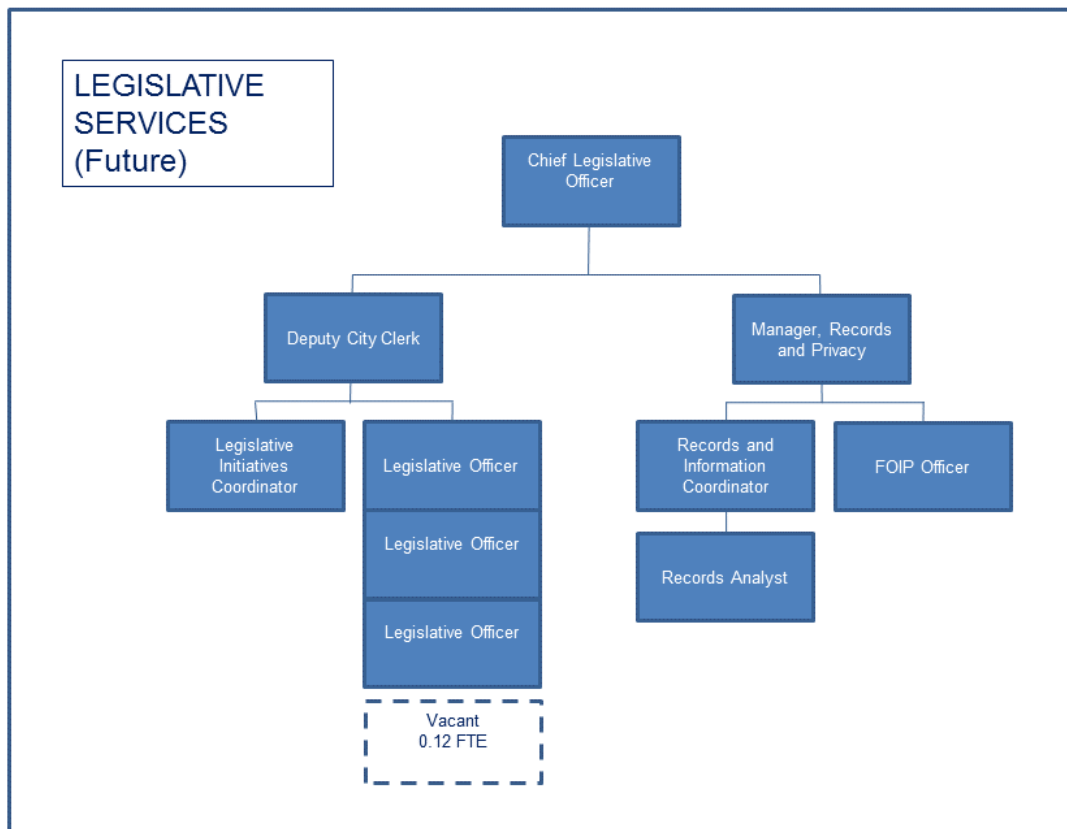 LEGISLATIVE
SERVICES
(Future)
Chief Legislative
Officer
Deputy City Clerk
Manager, Records
and Privacy
Legislative
Initiatives
Coordinator
Legislative Officer
Records and
Information
Coordinator
FOIP Officer
Legislative Officer
Records Analyst
Legislative Officer
Vacant
0.12 FTE